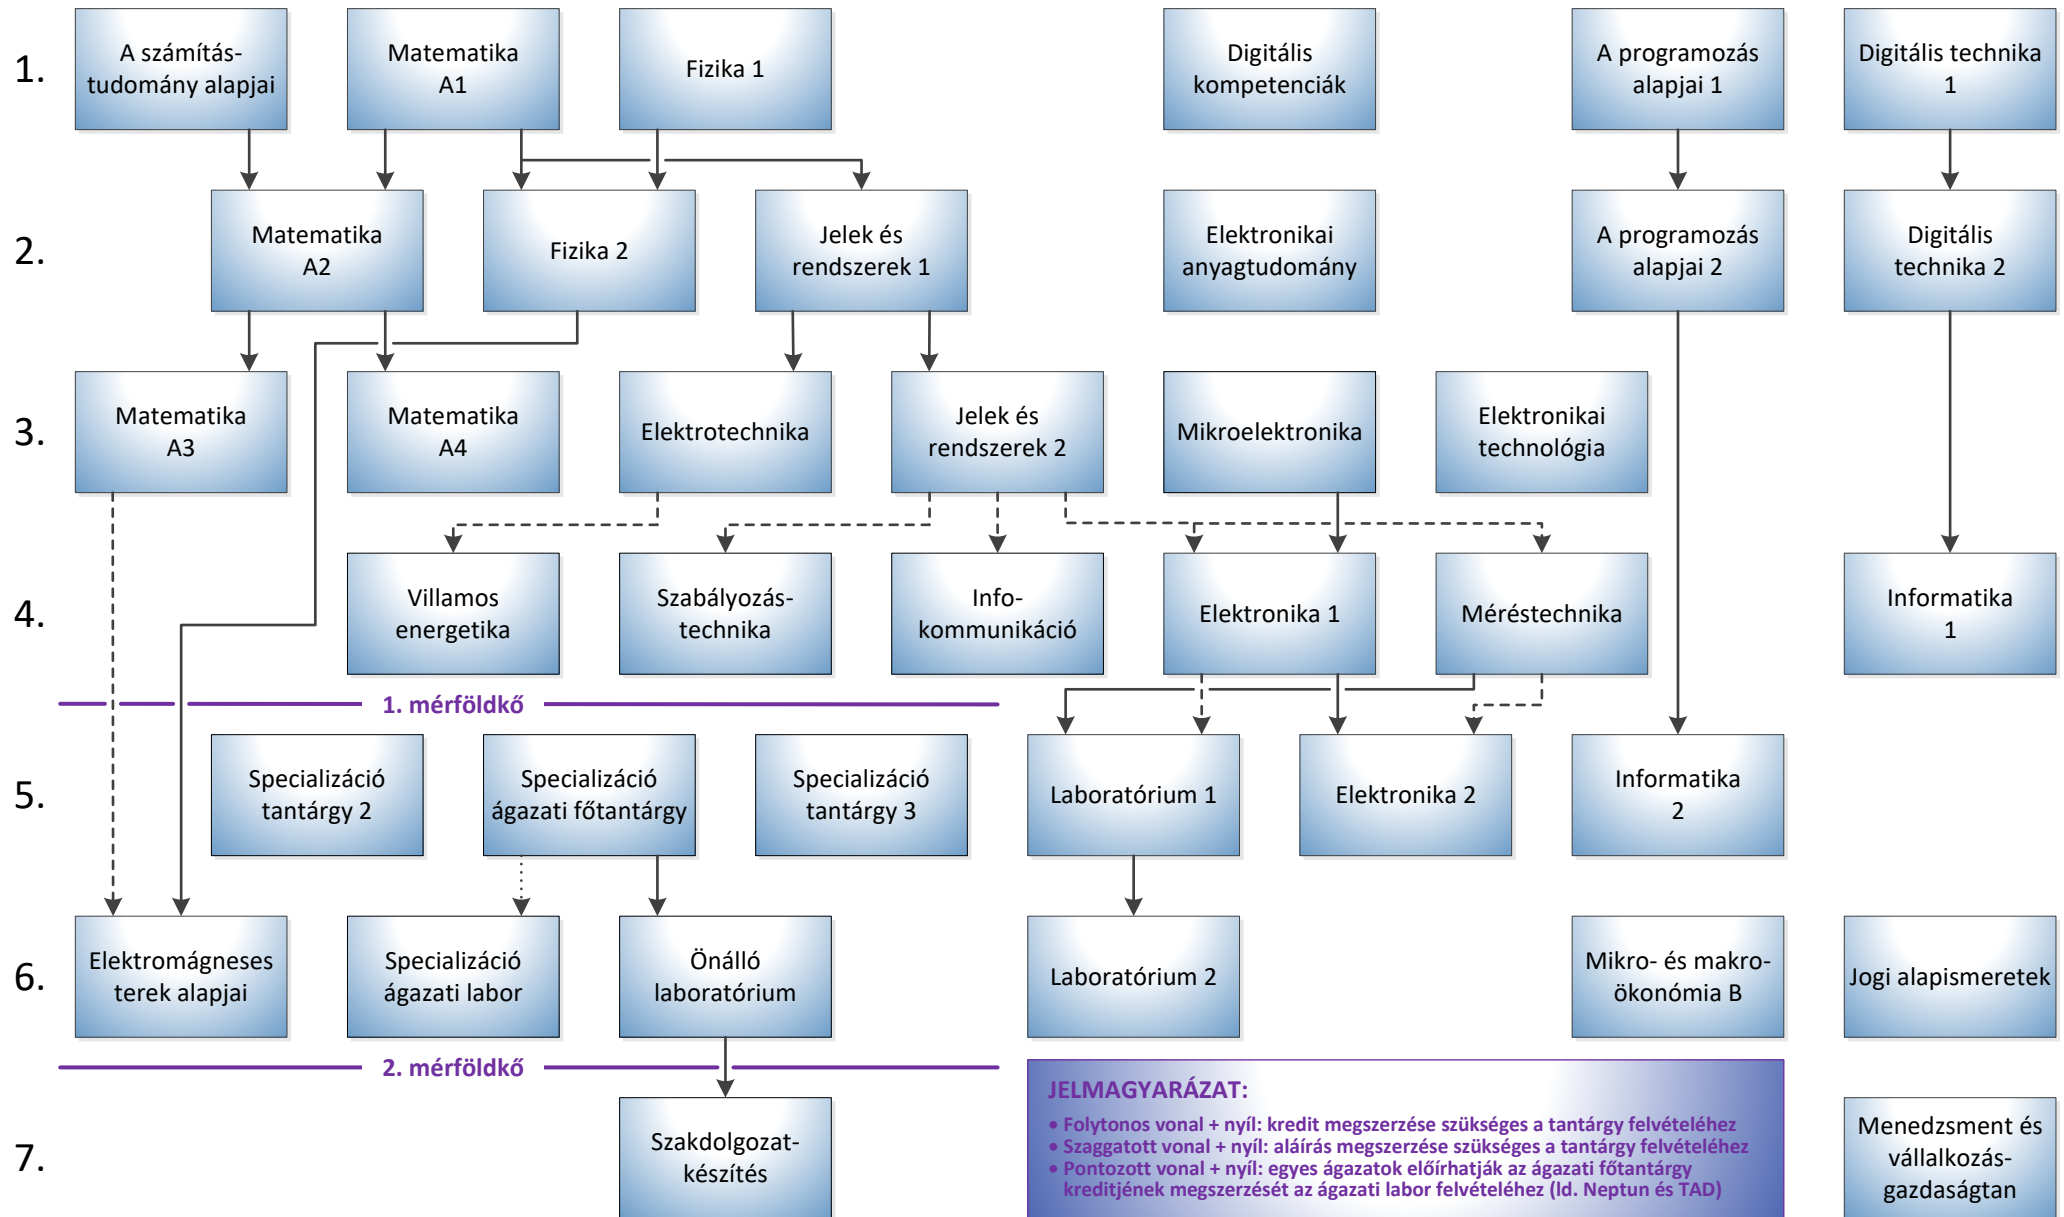 1.
A számítás-
tudomány alapjai
Matematika
A1
Fizika 1
Digitális
kompetenciák
A programozás
alapjai 1
Digitális technika
1
2.
Matematika
A2
Fizika 2
Jelek és
rendszerek 1
Elektronikai
anyagtudomány
A programozás
alapjai 2
Digitális
technika 2
3.
Matematika
A3
Matematika
A4
Elektrotechnika
Jelek és
rendszerek 2
Mikroelektronika
Elektronikai
technológia
4.
Villamos
energetika
Szabályozás-
technika
Info-
kommunikáció
Elektronika 1
Méréstechnika
Informatika
1
1. mérföldkő
5.
Specializáció
tantárgy 2
Specializáció
ágazati főtantárgy
Specializáció
tantárgy 3
Laboratórium 1
Elektronika 2
Informatika
2
6.
Elektromágneses
terek alapjai
Specializáció
ágazati labor
Önálló
laboratórium
Laboratórium 2
Mikro- és makro-
ökonómia B
Jogi alapismeretek
2. mérföldkő
7.
Szakdolgozat-
készítés
JELMAGYARÁZAT:
• Folytonos vonal + nyíl: kredit megszerzése szükséges a tantárgy felvételéhez
• Szaggatott vonal + nyíl: aláírás megszerzése szükséges a tantárgy felvételéhez
• Pontozott vonal + nyíl: egyes ágazatok előírhatják az ágazati főtantárgy
kreditjének megszerzését az ágazati labor felvételéhez (ld. Neptun és TAD)
Menedzsment és
vállalkozás-
gazdaságtan